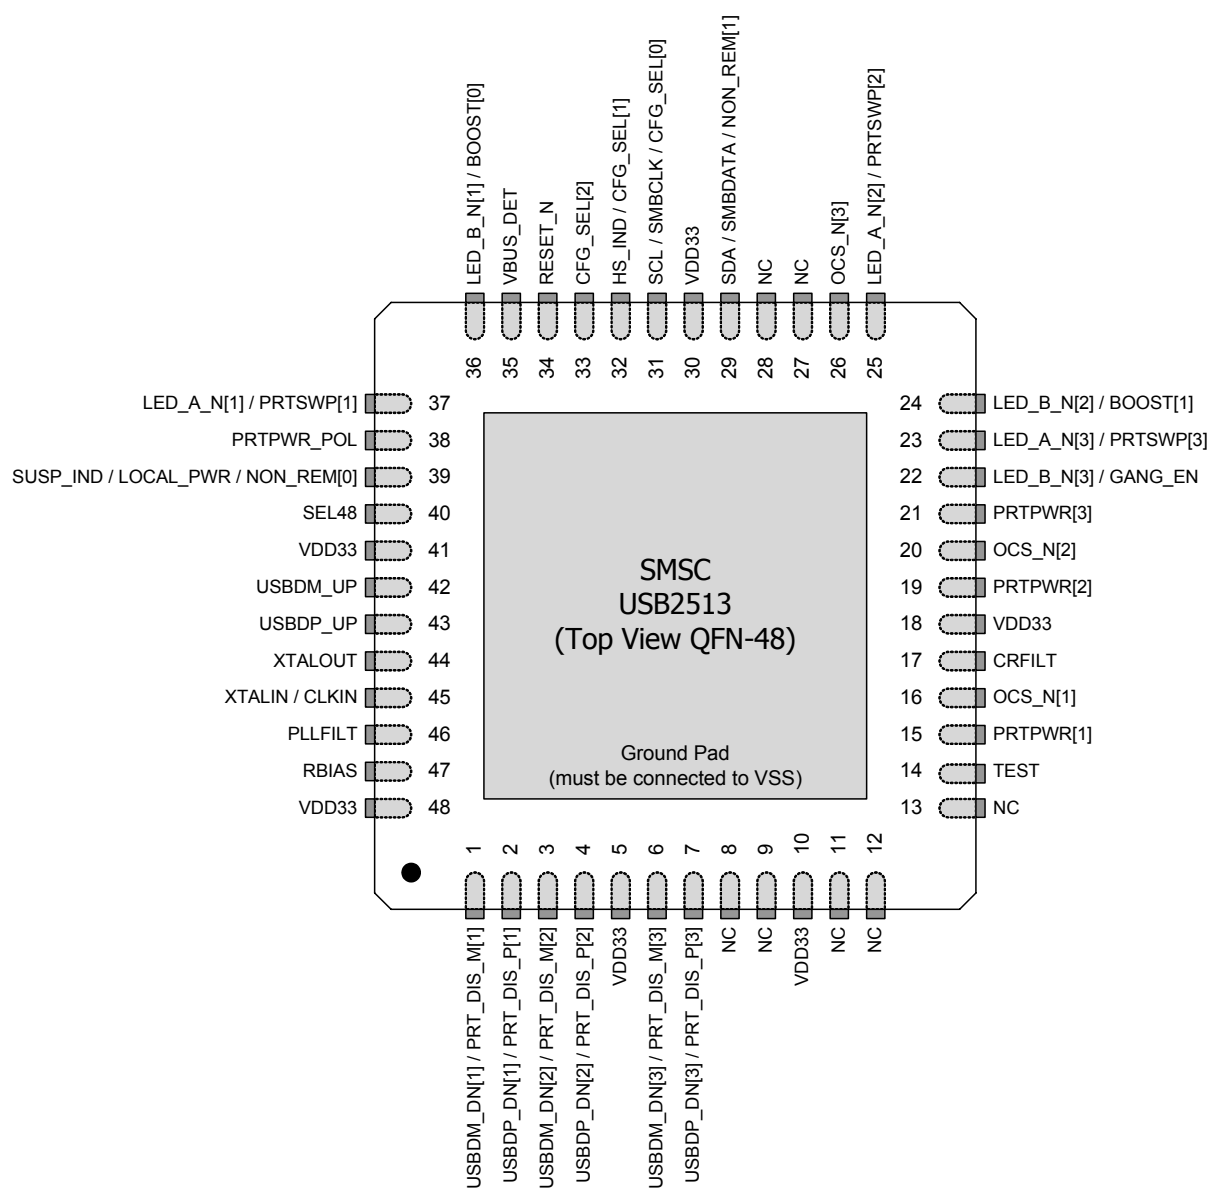 LED_B_N[1] / BOOST[0]
VBUS_DET
RESET_N
CFG_SEL[2]
HS_IND / CFG_SEL[1]
SCL / SMBCLK / CFG_SEL[0]
VDD33
SDA / SMBDATA / NON_REM[1]
NC
NC
OCS_N[3]
LED_A_N[2] / PRTSWP[2]
36
35
34
33
32
31
30
29
28
27
26
25
LED_A_N[1] / PRTSWP[1] 37
PRTPWR_POL 38
SUSP_IND / LOCAL_PWR / NON_REM[0] 39
SEL48 40
VDD33 41
USBDM_UP 42
USBDP_UP 43
XTALOUT 44
XTALIN / CLKIN 45
PLLFILT 46
RBIAS 47
VDD33 48
SMSC
USB2513
(Top View QFN-48)
Ground Pad
(must be connected to VSS)
24 LED_B_N[2] / BOOST[1]
23 LED_A_N[3] / PRTSWP[3]
22 LED_B_N[3] / GANG_EN
21 PRTPWR[3]
20 OCS_N[2]
19 PRTPWR[2]
18 VDD33
17 CRFILT
16 OCS_N[1]
15 PRTPWR[1]
14 TEST
13 NC
1
2
3
4
5
6
7
8
9
10
11
12
USBDM_DN[1] / PRT_DIS_M[1]
USBDP_DN[1] / PRT_DIS_P[1]
USBDM_DN[2] / PRT_DIS_M[2]
USBDP_DN[2] / PRT_DIS_P[2]
VDD33
USBDM_DN[3] / PRT_DIS_M[3]
USBDP_DN[3] / PRT_DIS_P[3]
NC
NC
VDD33
NC
NC